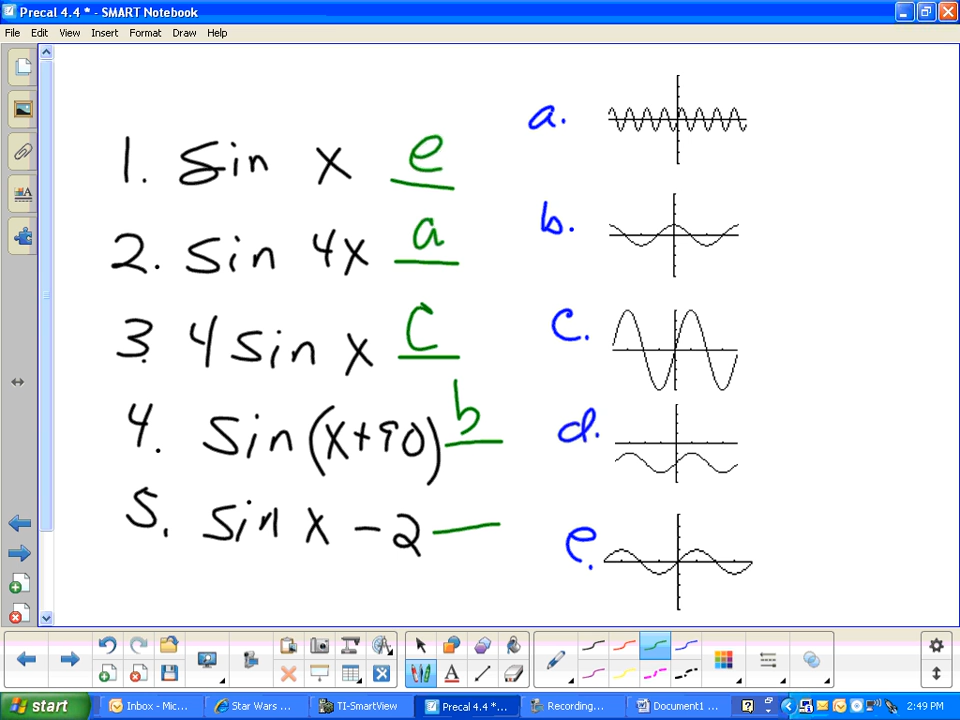 Precal 4.4 * - SMART Notebook
File Edit View Insert Format Draw Help
1. sin x e
2. sin 4x a
3. 4 sin x c
4. sin(x+90) b
5. sin x - 2
a.
b.
c.
d.
e.
start Inbox - Mic... Star Wars ... TI-SmartView Precal 4.4 *... Recording... Document1 ... 2:49 PM